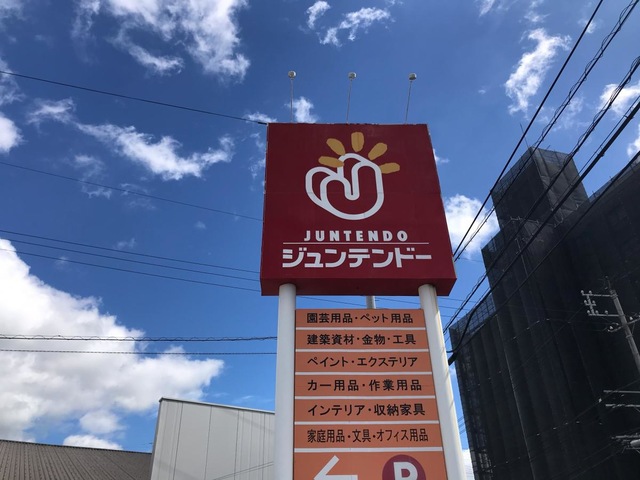 JUNTENDO
ジュンテンドー
園芸用品・ペット用品
建築資材・金物・工具
ペイント・エクステリア
カー用品・作業用品
インテリア・収納家具
家庭用品・文具・オフィス用品
P